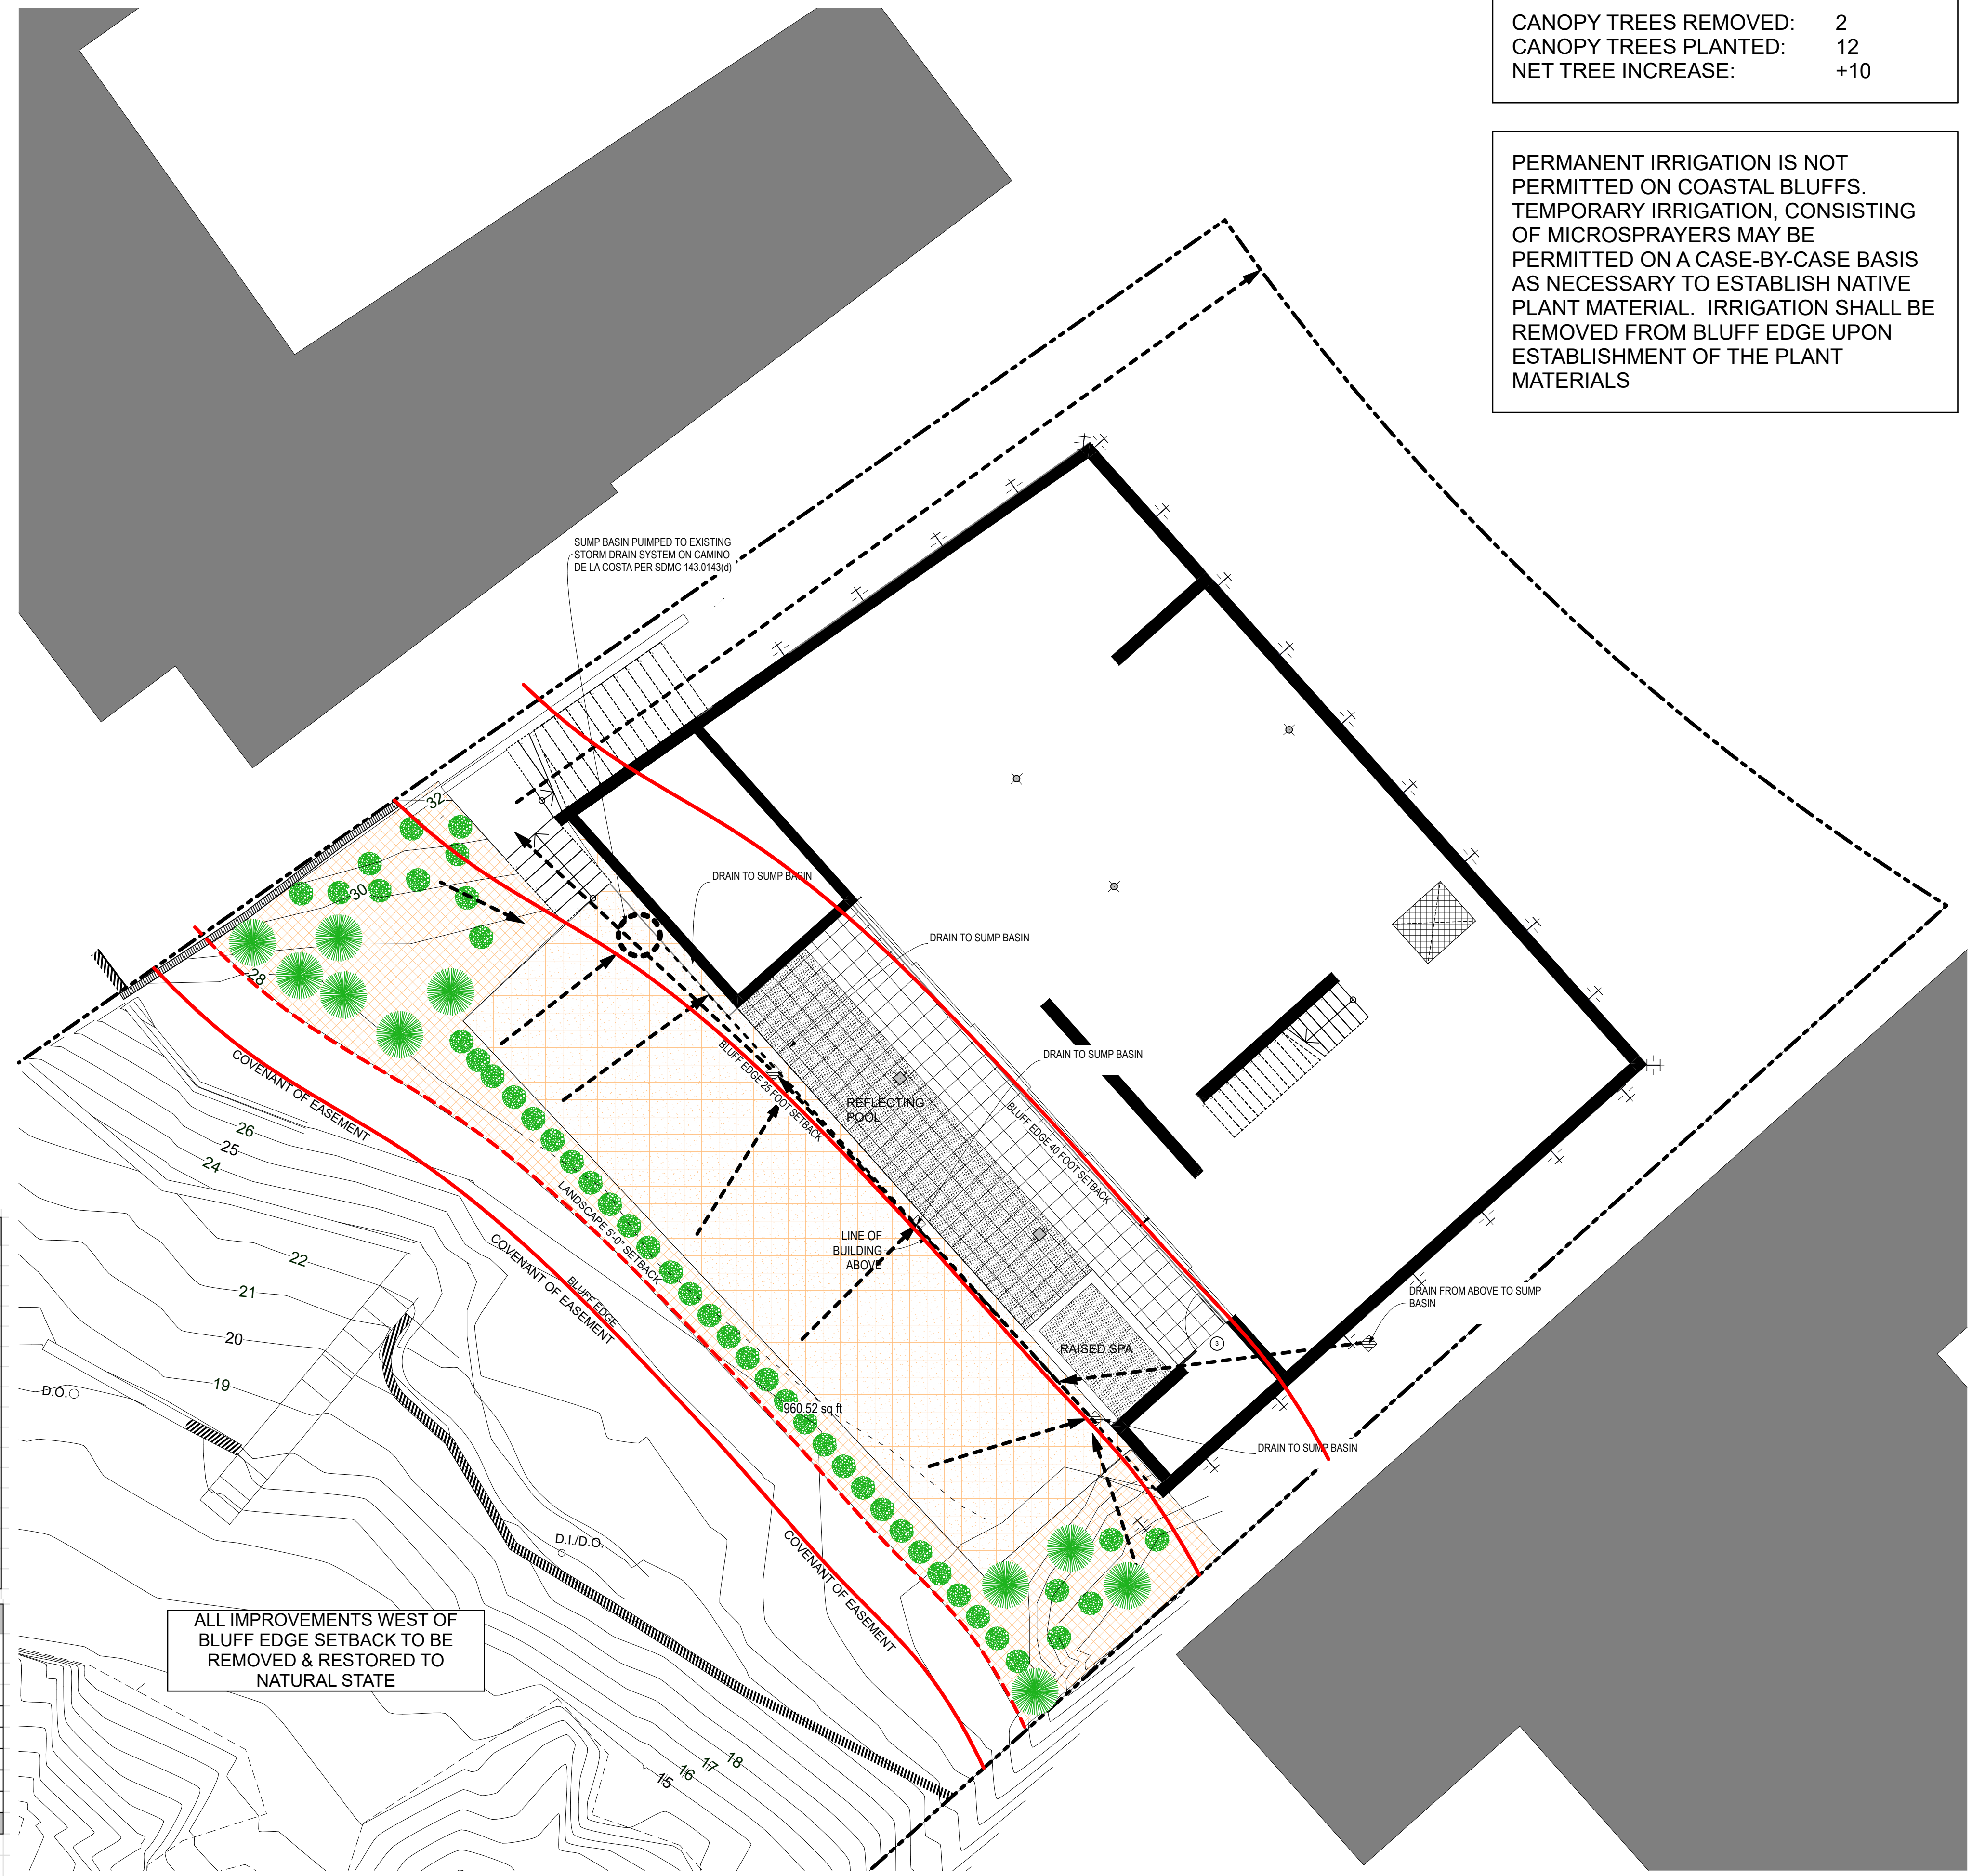 CANOPY TREES REMOVED: 2
CANOPY TREES PLANTED: 12
NET TREE INCREASE: +10
PERMANENT IRRIGATION IS NOT
PERMITTED ON COASTAL BLUFFS.
TEMPORARY IRRIGATION, CONSISTING
OF MICROSPRAYERS MAY BE
PERMITTED ON A CASE-BY-CASE BASIS
AS NECESSARY TO ESTABLISH NATIVE
PLANT MATERIAL. IRRIGATION SHALL BE
REMOVED FROM BLUFF EDGE UPON
ESTABLISHMENT OF THE PLANT
MATERIALS
SUMP BASIN PUIMPED TO EXISTING
STORM DRAIN SYSTEM ON CAMINO
DE LA COSTA PER SDMC 143.0143(d)
32
DRAIN TO SUMP BASIN
30
DRAIN TO SUMP BASIN
28
DRAIN TO SUMP BASIN
COVENANT OF EASEMENT
BLUFF EDGE 25 FOOT SETBACK
REFLECTING
POOL
BLUFF EDGE 40 FOOT SETBACK
26
25
24
LANDSCAPE 5'-0" SETBACK
LINE OF
BUILDING
ABOVE
22
COVENANT OF EASEMENT
BLUFF EDGE
21
DRAIN FROM ABOVE TO SUMP
BASIN
20
3
RAISED SPA
19
D.O.
960.52 sq ft
DRAIN TO SUMP BASIN
D.I./D.O.
COVENANT OF EASEMENT
ALL IMPROVEMENTS WEST OF
BLUFF EDGE SETBACK TO BE
REMOVED & RESTORED TO
NATURAL STATE
15
16
17
18